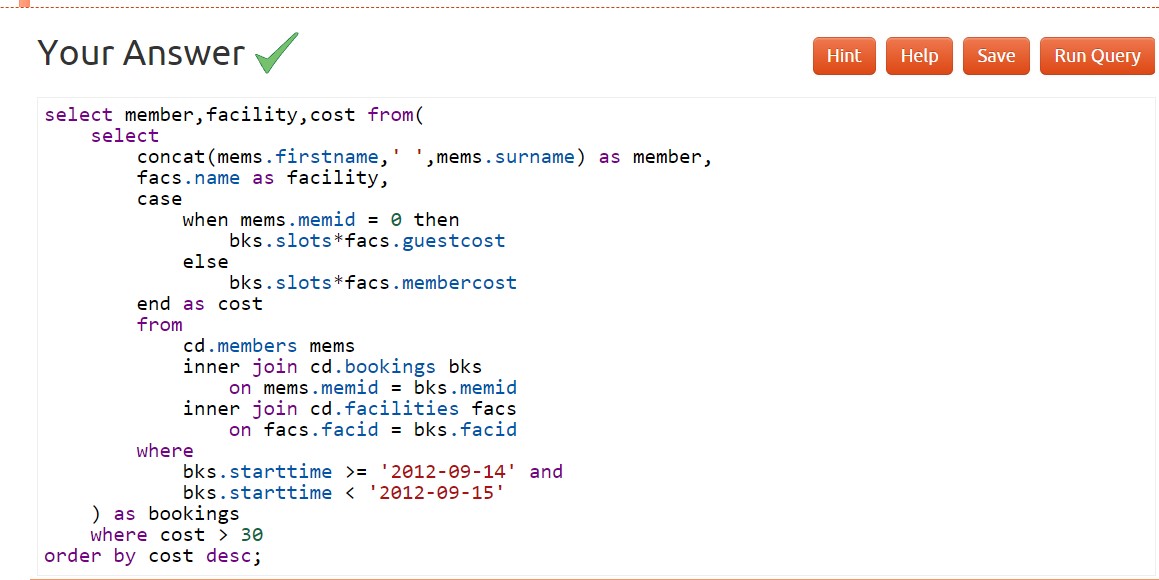 Your Answer
Hint Help Save Run Query
select member,facility,cost from(
    select
        concat(mems.firstname,' ',mems.surname) as member,
        facs.name as facility,
        case
            when mems.memid = 0 then
                bks.slots*facs.guestcost
            else
                bks.slots*facs.membercost
        end as cost
        from
            cd.members mems
            inner join cd.bookings bks
                on mems.memid = bks.memid
            inner join cd.facilities facs
                on facs.facid = bks.facid
        where
            bks.starttime >= '2012-09-14' and
            bks.starttime < '2012-09-15'
    ) as bookings
    where cost > 30
order by cost desc;